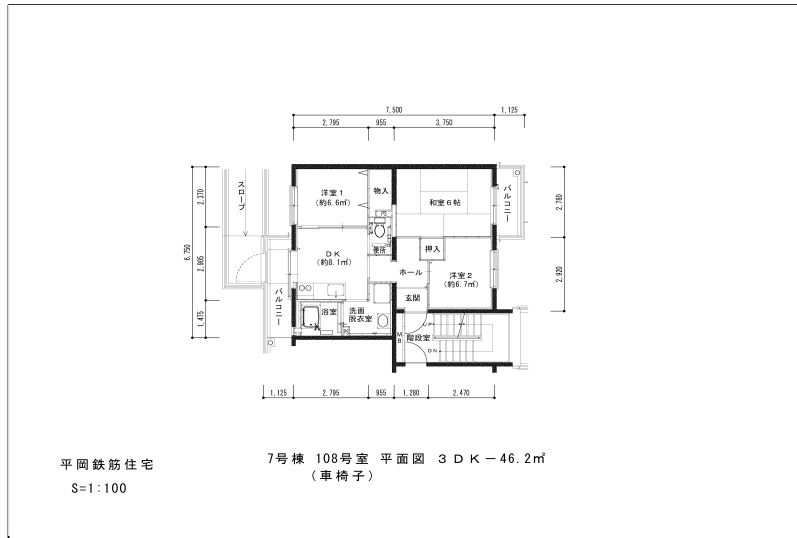 7,500
1,125
2,795
955
3,750
スロープ
洋室1
(約6.6㎡)
物入
PS
和室6帖
バルコニー
便所
2,370
2,780
DK
(約8.1㎡)
押入
ホール
洋室2
(約6.7㎡)
6,750
2,905
2,920
バルコニー
玄関
浴室
洗面
脱衣室
1,475
MB
UP
階段室
DN
1,125
2,795
955
1,280
2,470
平岡鉄筋住宅
S=1:100
7号棟 108号室 平面図 3DK-46.2㎡
(車椅子)